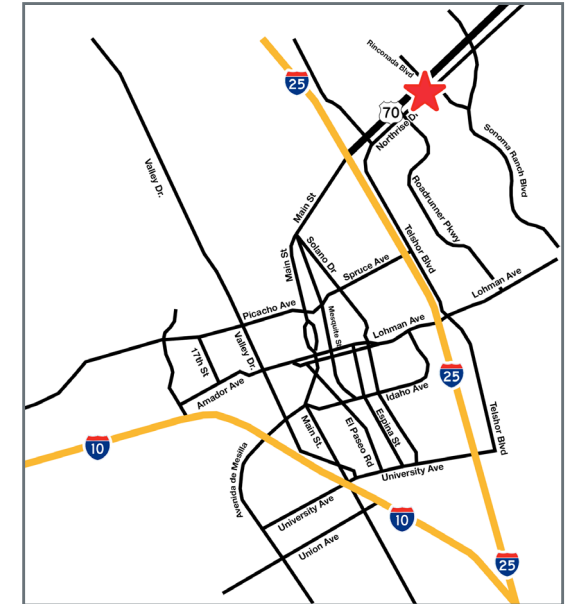 Rinconada Blvd
25
70
Northrise D
Valley Dr.
Sonoma Ranch Blvd
Roadrunner Pkwy
Main St
Solano Dr
Telshor Blvd
Main St
Spruce Ave
Lohman Ave
Picacho Ave
Mesquite St
Lohman Ave
Valley Dr.
17th St
25
Amador Ave
Idaho Ave
Telshor Blvd
Main St.
El Paseo Rd
Espina St
10
Avenida de Mesilla
University Ave
University Ave
10
Union Ave
25